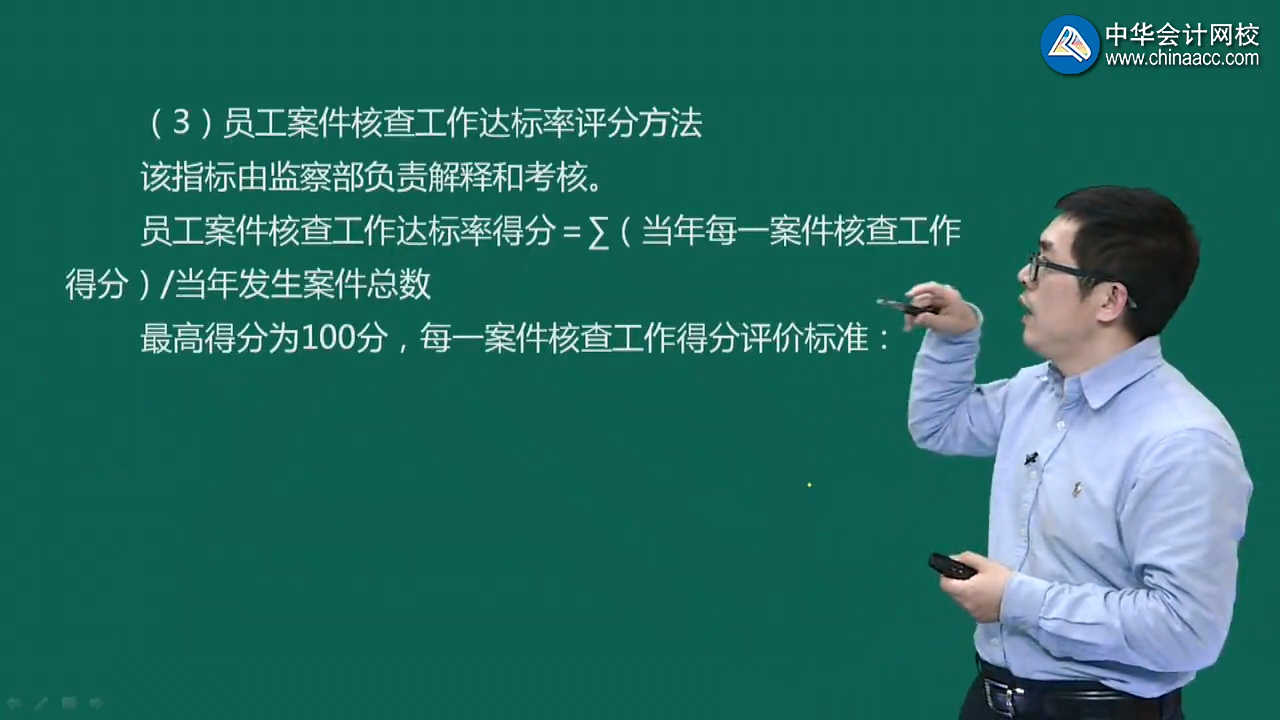 中华会计网校
www.chinaacc.com
（3）员工案件核查工作达标率评分方法
该指标由监察部负责解释和考核。
员工案件核查工作达标率得分＝∑（当年每一案件核查工作
得分）/当年发生案件总数
最高得分为100分，每一案件核查工作得分评价标准：